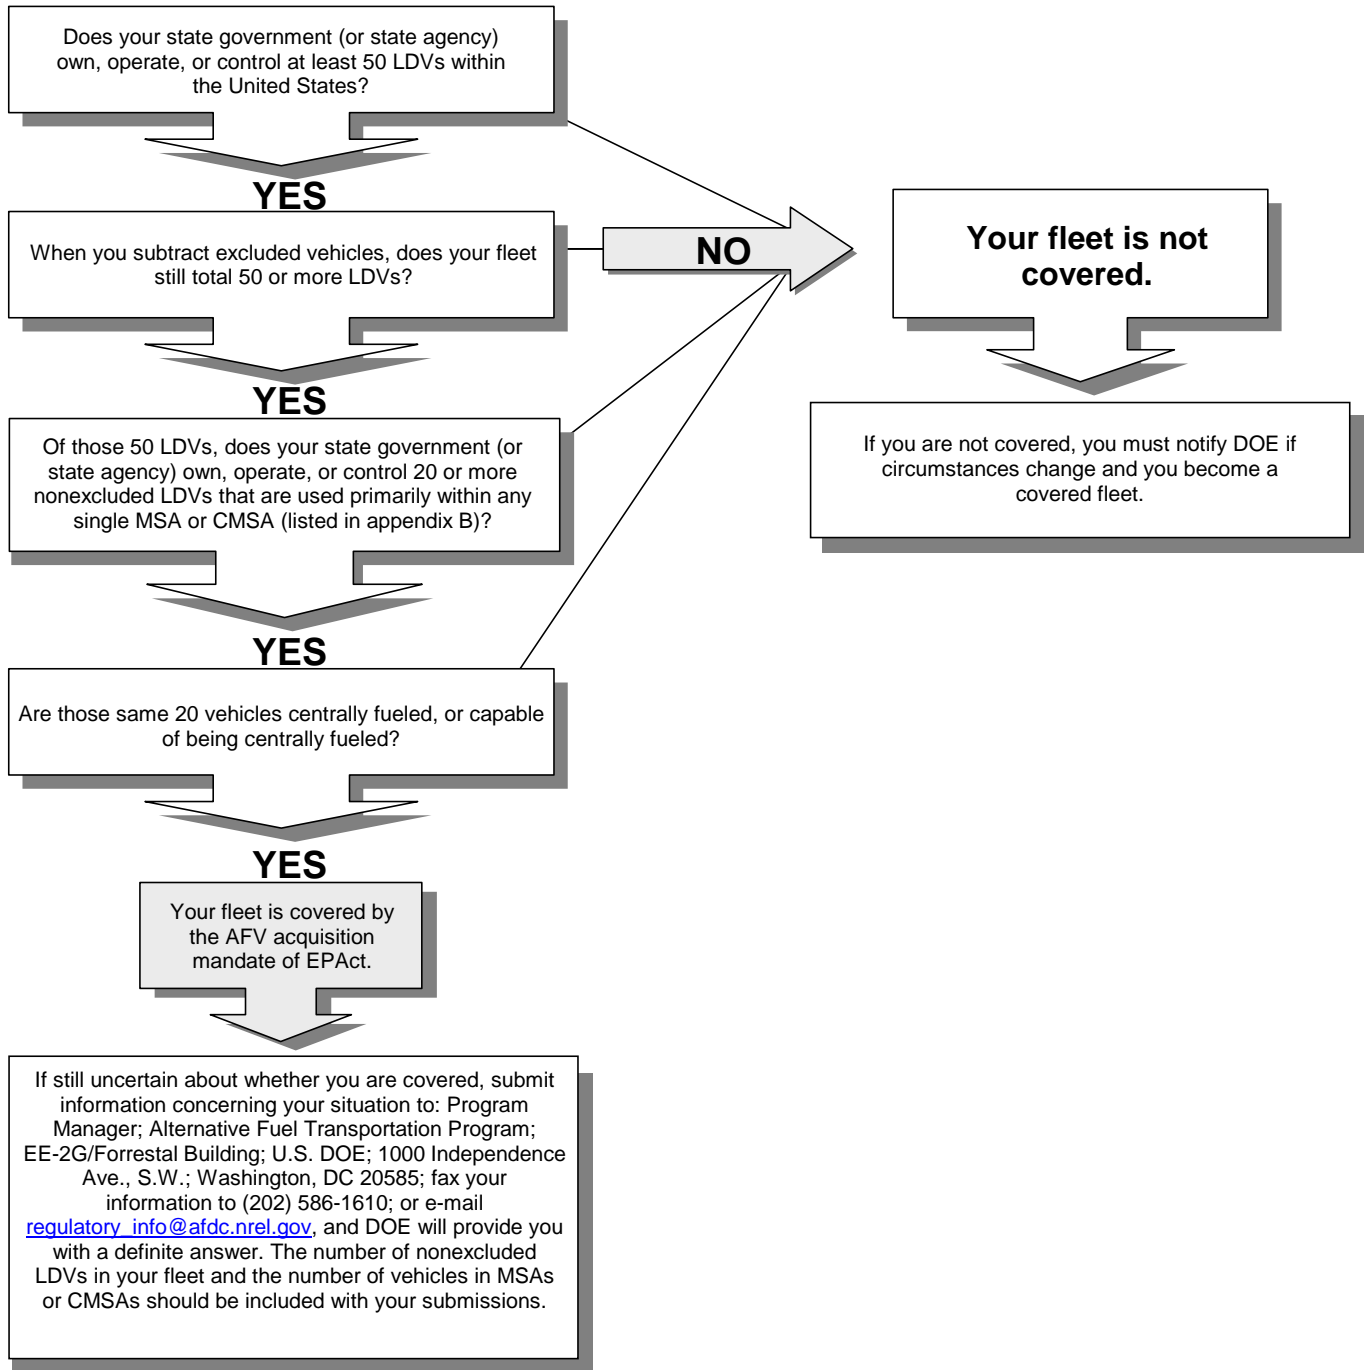 Does your state government (or state agency)
own, operate, or control at least 50 LDVs within
the United States?
YES
When you subtract excluded vehicles, does your fleet
still total 50 or more LDVs?
NO
Your fleet is not
covered.
YES
Of those 50 LDVs, does your state government (or
state agency) own, operate, or control 20 or more
nonexcluded LDVs that are used primarily within any
single MSA or CMSA (listed in appendix B)?
If you are not covered, you must notify DOE if
circumstances change and you become a
covered fleet.
YES
Are those same 20 vehicles centrally fueled, or capable
of being centrally fueled?
YES
Your fleet is covered by
the AFV acquisition
mandate of EPAct.
If still uncertain about whether you are covered, submit
information concerning your situation to: Program
Manager; Alternative Fuel Transportation Program;
EE-2G/Forrestal Building; U.S. DOE; 1000 Independence
Ave., S.W.; Washington, DC 20585; fax your
information to (202) 586-1610; or e-mail
regulatory_info@afdc.nrel.gov, and DOE will provide you
with a definite answer. The number of nonexcluded
LDVs in your fleet and the number of vehicles in MSAs
or CMSAs should be included with your submissions.